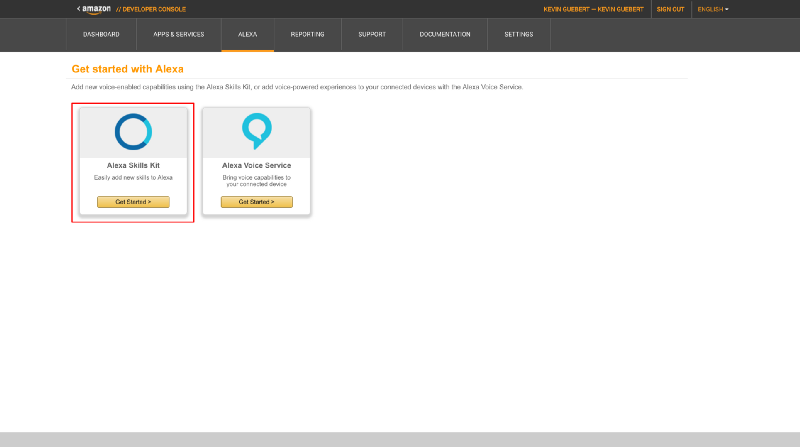 amazon // DEVELOPER CONSOLE KEVIN GUEBERT — KEVIN GUEBERT SIGN OUT ENGLISH
DASHBOARD APPS & SERVICES ALEXA REPORTING SUPPORT DOCUMENTATION SETTINGS
Get started with Alexa
Add new voice-enabled capabilities using the Alexa Skills Kit, or add voice-powered experiences to your connected devices with the Alexa Voice Service.
Alexa Skills Kit
Easily add new skills to Alexa
Get Started >
Alexa Voice Service
Bring voice capabilities to
your connected device
Get Started >